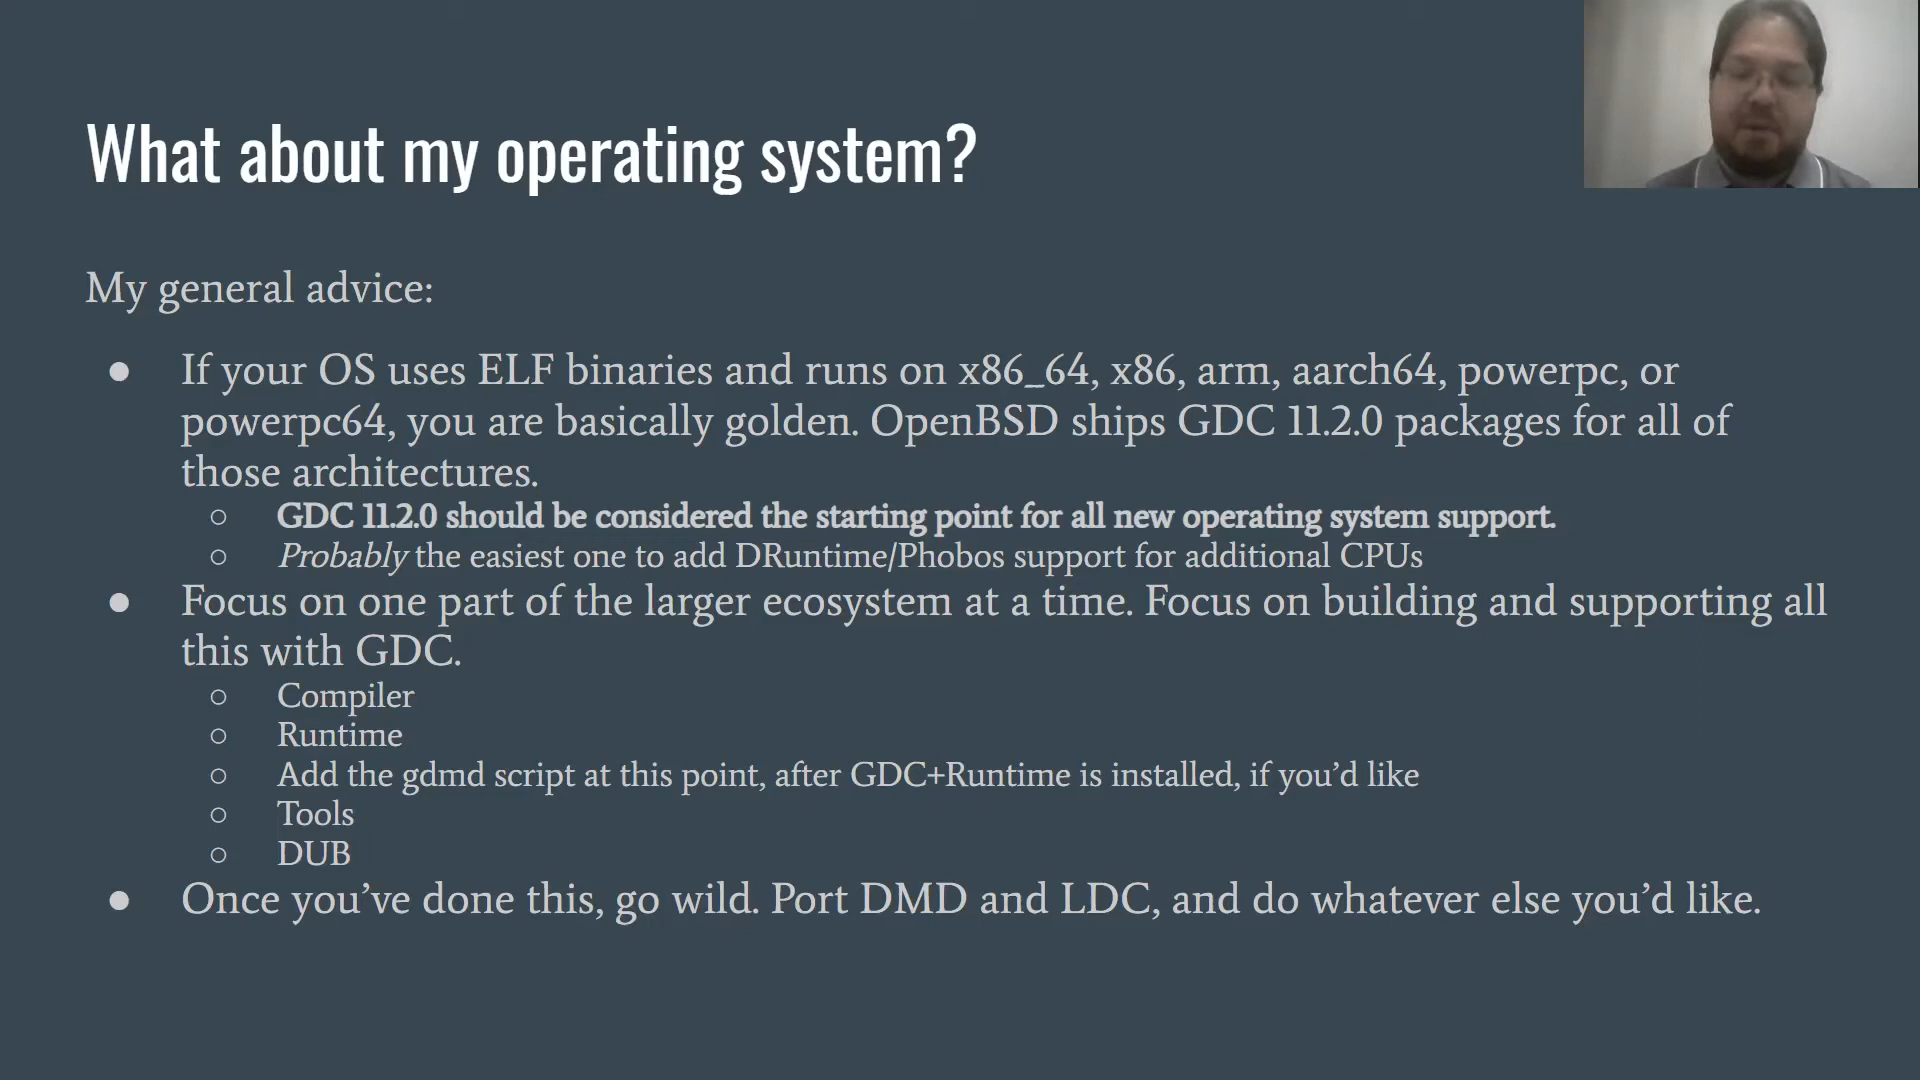 What about my operating system?
My general advice:
● If your OS uses ELF binaries and runs on x86_64, x86, arm, aarch64, powerpc, or
powerpc64, you are basically golden. OpenBSD ships GDC 11.2.0 packages for all of
those architectures.
○ GDC 11.2.0 should be considered the starting point for all new operating system support.
○ Probably the easiest one to add DRuntime/Phobos support for additional CPUs
● Focus on one part of the larger ecosystem at a time. Focus on building and supporting all
this with GDC.
○ Compiler
○ Runtime
○ Add the gdmd script at this point, after GDC+Runtime is installed, if you’d like
○ Tools
○ DUB
● Once you’ve done this, go wild. Port DMD and LDC, and do whatever else you’d like.